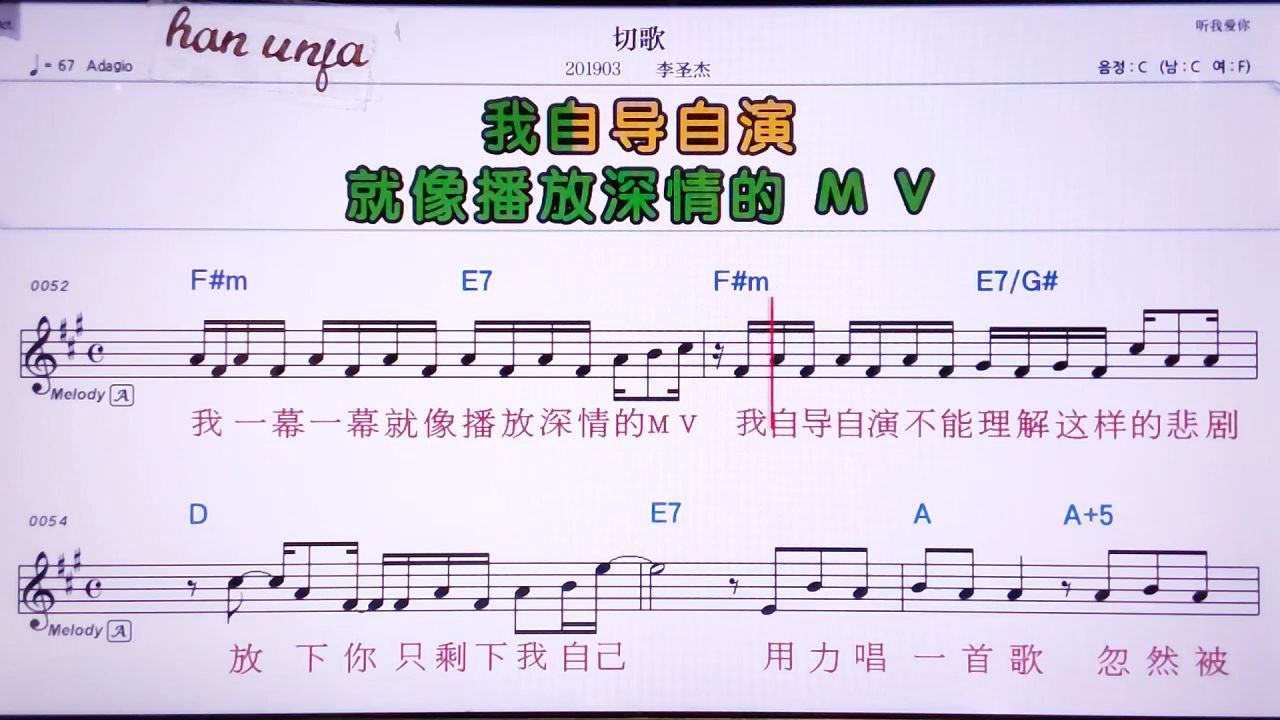 han unfa
切歌
听我爱你
♩= 67 Adagio
201903 李圣杰
음정 : C (남 : C 여 : F)
我自导自演
就像播放深情的 M V
0052
F#m E7 F#m E7/G#
Melody A
我一幕一幕就像播放深情的MV 我自导自演不能理解这样的悲剧
0054
D E7 A A+5
Melody A
放下你只剩下我自己 用力唱一首歌 忽然被